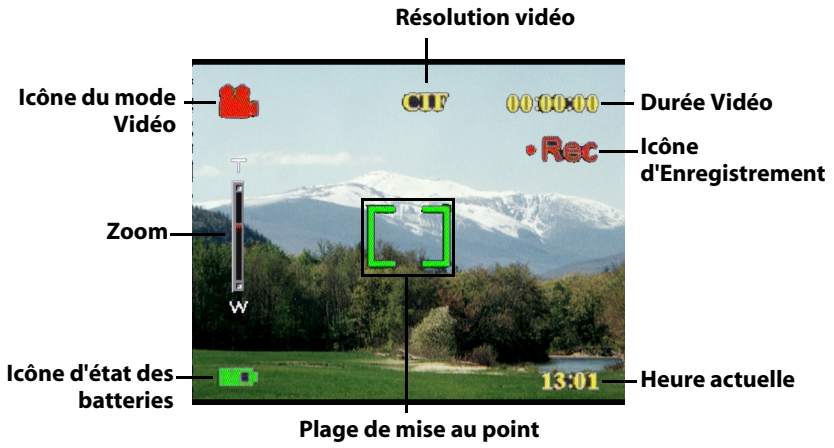 Résolution vidéo
Icône du mode
Vidéo
CIF
00:00:00
Durée Vidéo
Rec
Icône
d'Enregistrement
T
Zoom
W
Icône d'état des
batteries
13:01
Heure actuelle
Plage de mise au point